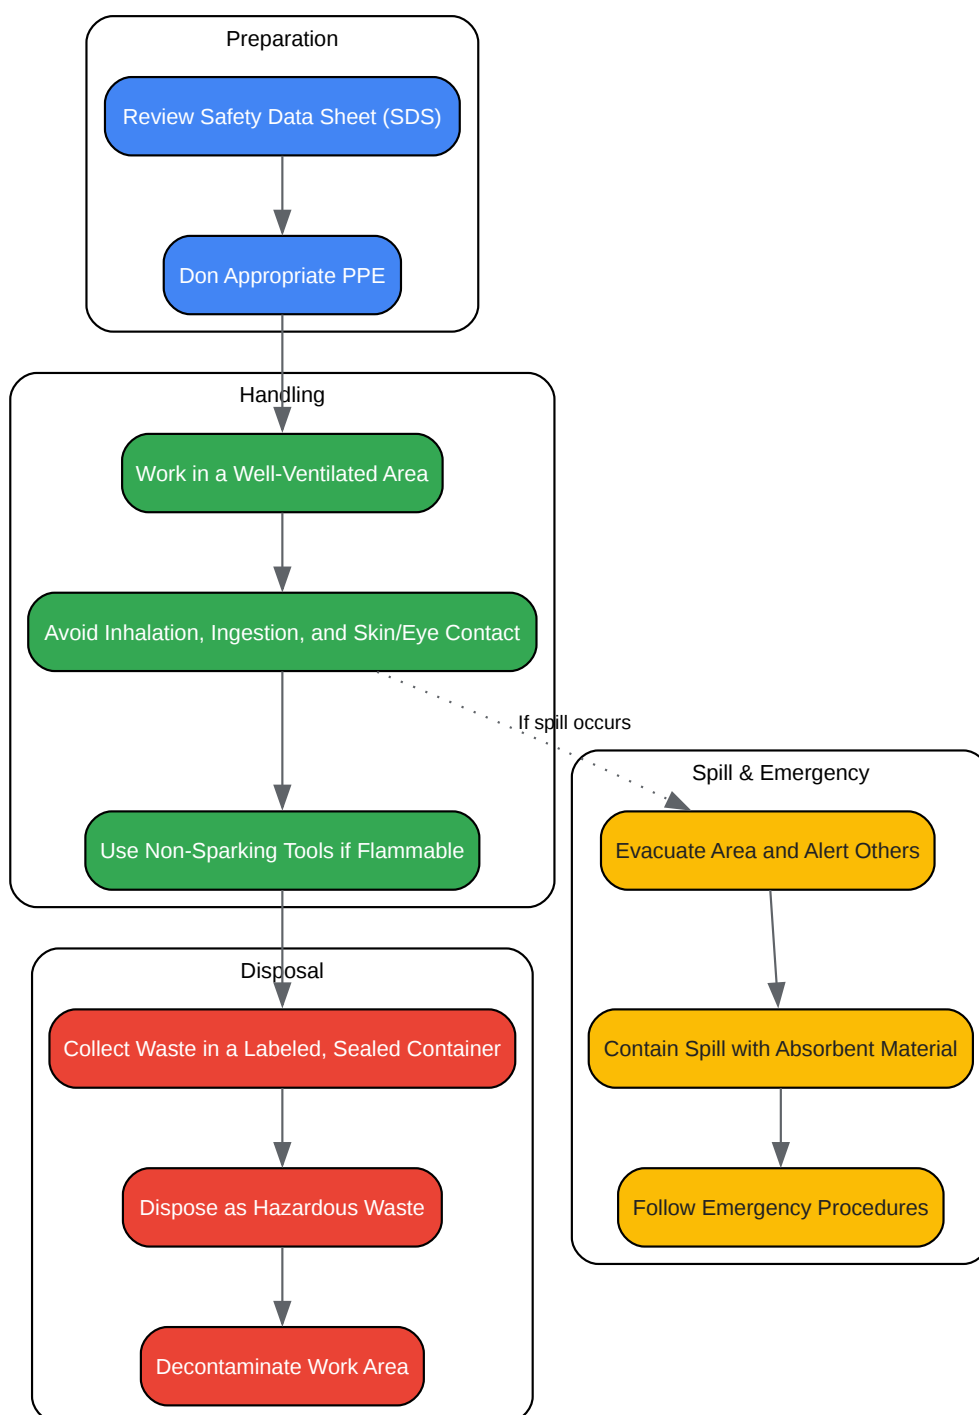 Preparation
Review Safety Data Sheet (SDS)
Don Appropriate PPE
Handling
Work in a Well-Ventilated Area
Avoid Inhalation, Ingestion, and Skin/Eye Contact
If spill occurs
Use Non-Sparking Tools if Flammable
Spill & Emergency
Evacuate Area and Alert Others
Contain Spill with Absorbent Material
Follow Emergency Procedures
Disposal
Collect Waste in a Labeled, Sealed Container
Dispose as Hazardous Waste
Decontaminate Work Area